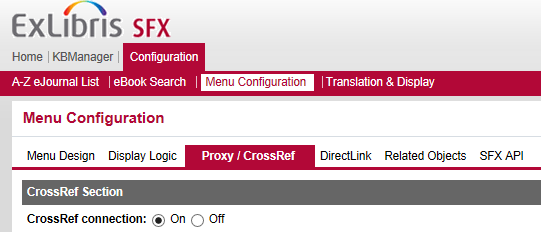 ExLibris SFX
Home | KBManager | Configuration
A-Z eJournal List | eBook Search | Menu Configuration | Translation & Display
Menu Configuration
Menu Design Display Logic Proxy / CrossRef DirectLink Related Objects SFX API
CrossRef Section
CrossRef connection: On Off